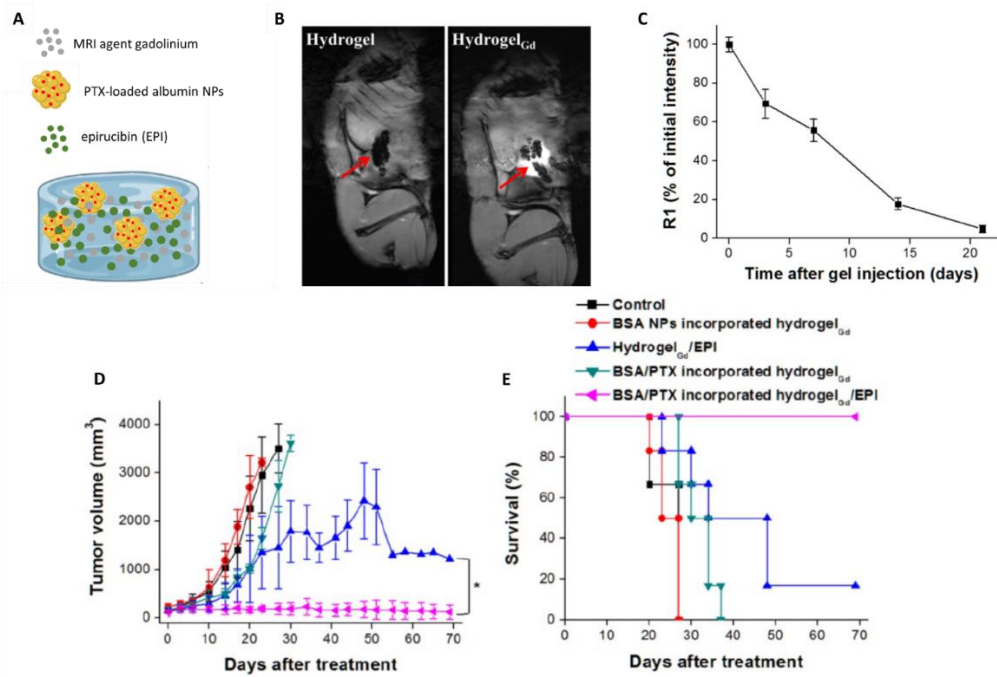 A
MRI agent gadolinium
PTX-loaded albumin NPs
epirucibin (EPI)
B
Hydrogel
HydrogelGd
C
R1 (% of initial intensity)
100
80
60
40
20
0
0 5 10 15 20
Time after gel injection (days)
Control
BSA NPs incorporated hydrogelGd
HydrogelGd/EPI
BSA/PTX incorporated hydrogelGd
BSA/PTX incorporated hydrogelGd/EPI
D
Tumor volume (mm3)
4000
3000
2000
1000
0
0 10 20 30 40 50 60 70
Days after treatment
*
E
Survival (%)
100
80
60
40
20
0
0 10 20 30 40 50 60 70
Days after treatment